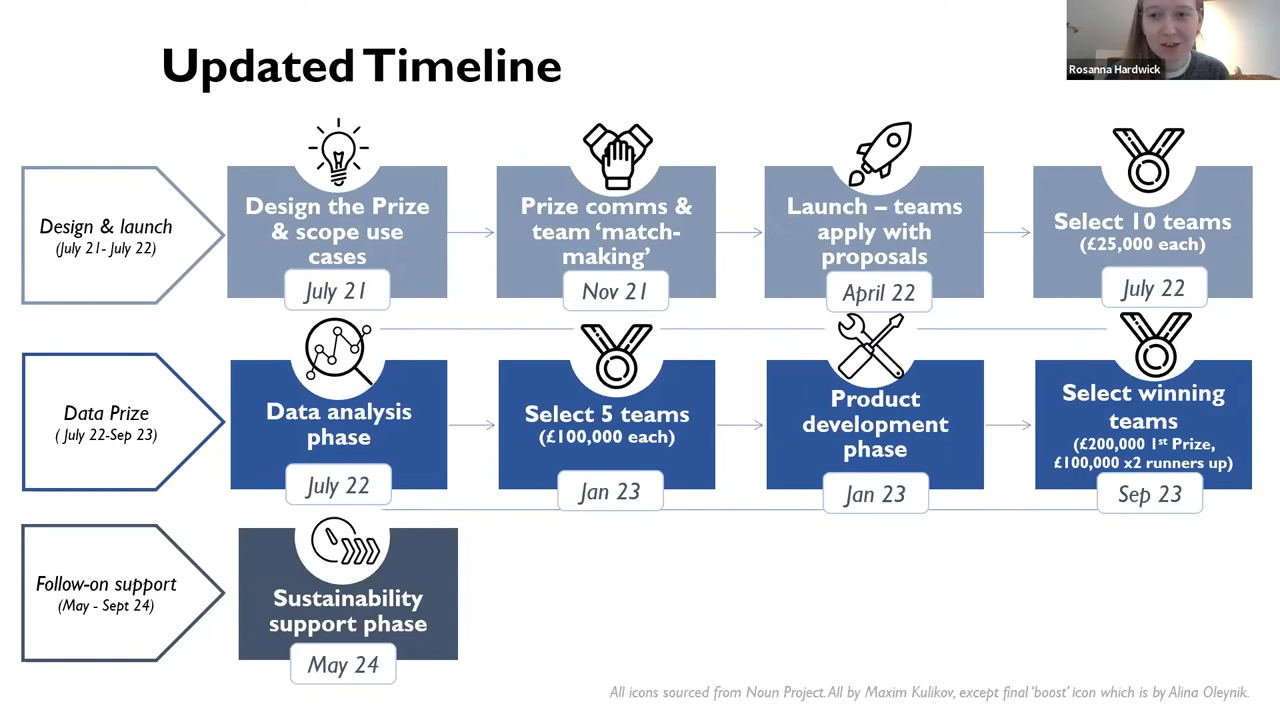 Updated Timeline
Rosanna Hardwick
Design & launch
(July 21- July 22)
Design the Prize
& scope use
cases
July 21
Prize comms &
team ‘match-
making’
Nov 21
Launch – teams
apply with
proposals
April 22
Select 10 teams
(£25,000 each)
July 22
Data Prize
( July 22-Sep 23)
Data analysis
phase
July 22
Select 5 teams
(£100,000 each)
Jan 23
Product
development
phase
Jan 23
Select winning
teams
(£200,000 1st Prize,
£100,000 x2 runners up)
Sep 23
Follow-on support
(May - Sept 24)
Sustainability
support phase
May 24
All icons sourced from Noun Project. All by Maxim Kulikov, except final ‘boost’ icon which is by Alina Oleynik.